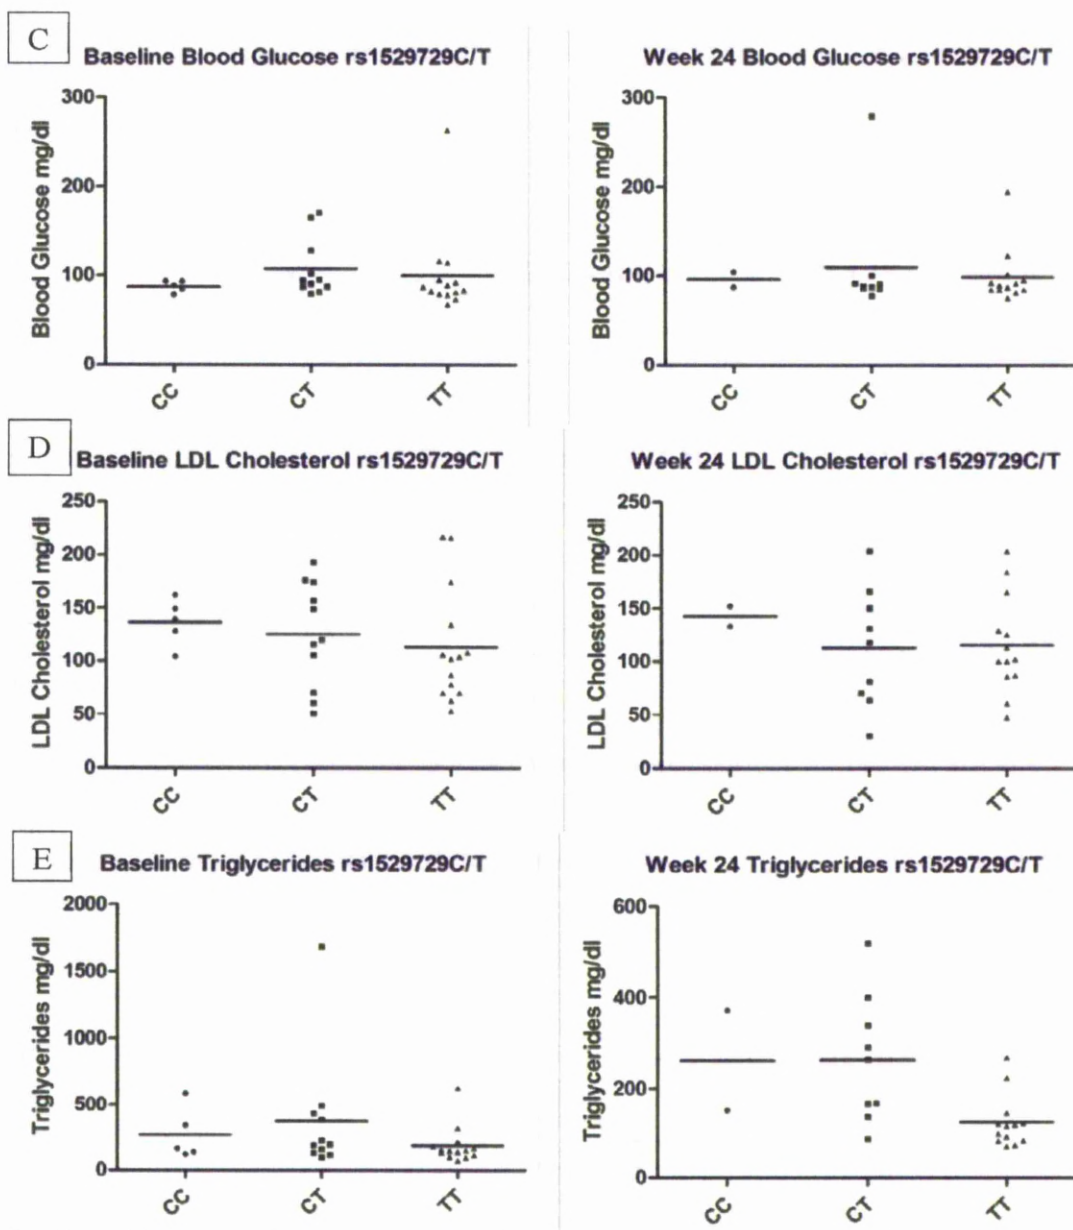 C
Baseline Blood Glucose rs1529729C/T
Blood Glucose mg/dl
300
200
100
0
CC
CT
TT
Week 24 Blood Glucose rs1529729C/T
Blood Glucose mg/dl
300
200
100
0
CC
CT
TT
D
Baseline LDL Cholesterol rs1529729C/T
LDL Cholesterol mg/dl
250
200
150
100
50
0
CC
CT
TT
Week 24 LDL Cholesterol rs1529729C/T
LDL Cholesterol mg/dl
250
200
150
100
50
0
CC
CT
TT
E
Baseline Triglycerides rs1529729C/T
Triglycerides mg/dl
2000
1500
1000
500
0
CC
CT
TT
Week 24 Triglycerides rs1529729C/T
Triglycerides mg/dl
600
400
200
0
CC
CT
TT